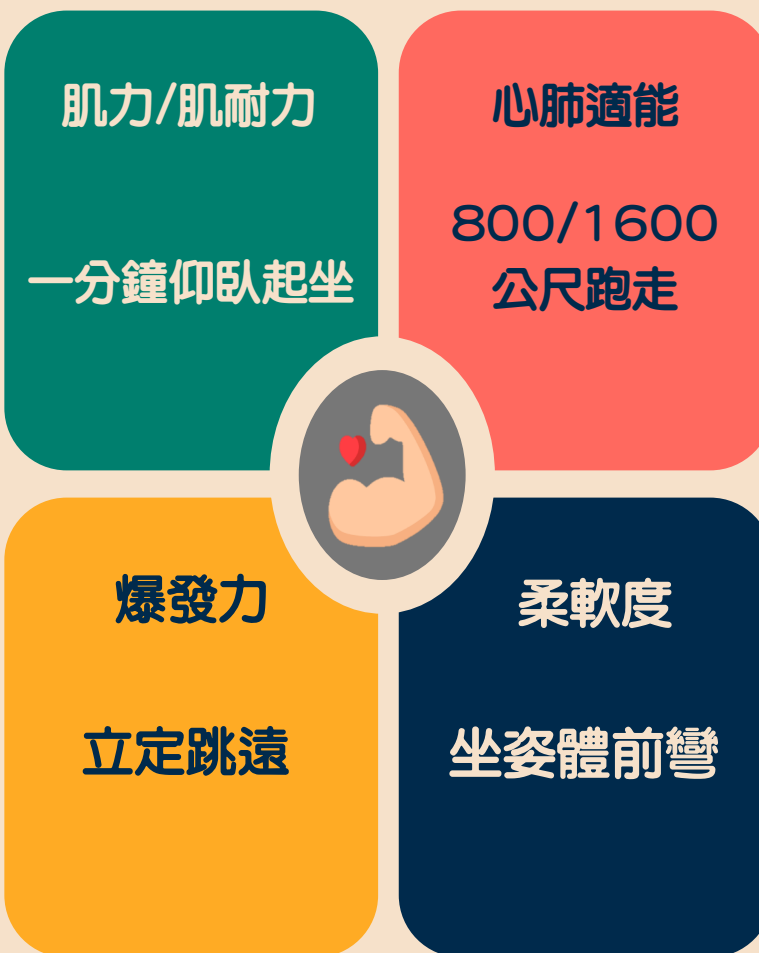 肌力/肌耐力
一分鐘仰臥起坐
心肺適能
800/1600
公尺跑走
爆發力
立定跳遠
柔軟度
坐姿體前彎